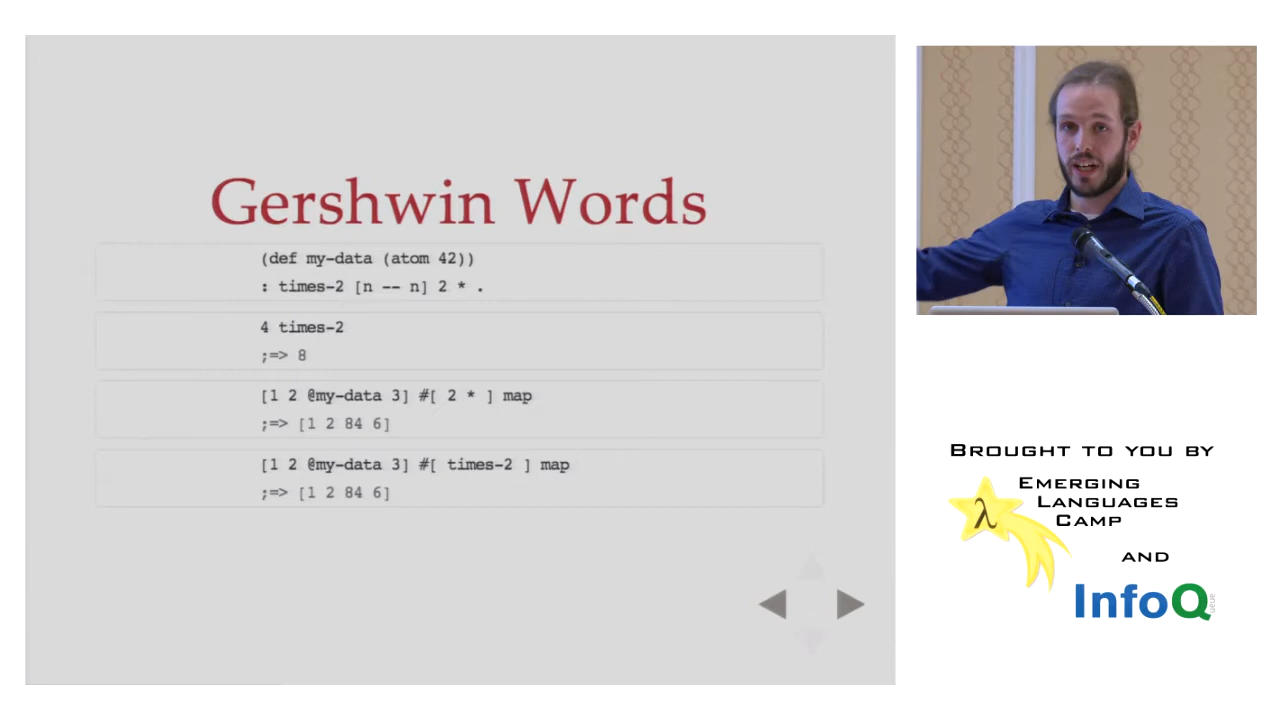 Gershwin Words
(def my-data (atom 42))
: times-2 [n -- n] 2 * .
4 times-2
;=> 8
[1 2 @my-data 3] #[ 2 * ] map
;=> [1 2 84 6]
[1 2 @my-data 3] #[ times-2 ] map
;=> [1 2 84 6]
Brought to you by
Emerging
Languages
Camp
λ
and
InfoQ
ueue